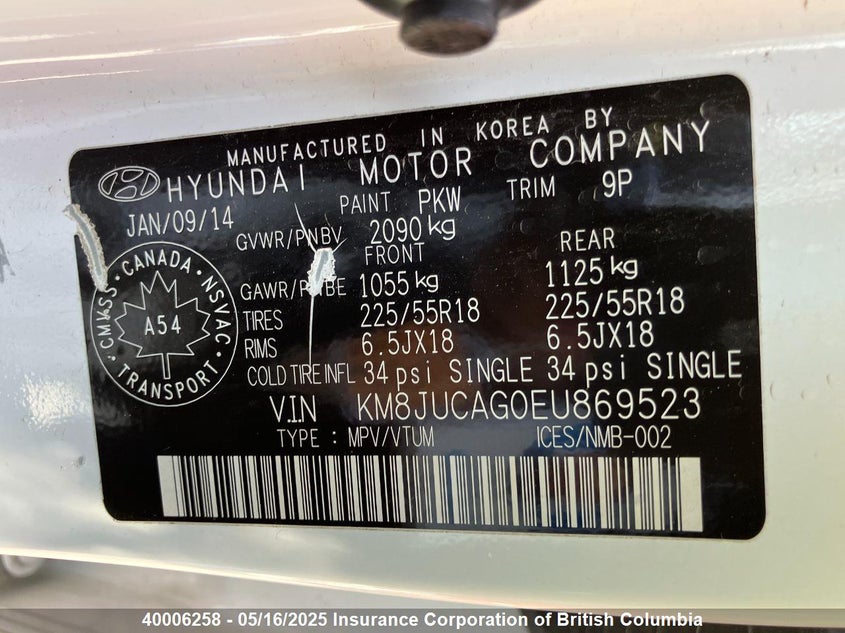 MANUFACTURED IN KOREA BY
HYUNDAI MOTOR COMPANY
JAN/09/14 PAINT PKW TRIM 9P
GVWR/PNBV 2090 kg
FRONT REAR
GAWR/PNBE 1055 kg 1125 kg
TIRES 225/55R18 225/55R18
RIMS 6.5JX18 6.5JX18
COLD TIRE INFL 34 psi SINGLE 34 psi SINGLE
V.I.N KM8JUCAG0EU869523
TYPE : MPV/VTUM ICES/NMB-002
CMVSS · CANADA · NSVAC
A54
· TRANSPORT ·
40006258 - 05/16/2025 Insurance Corporation of British Columbia